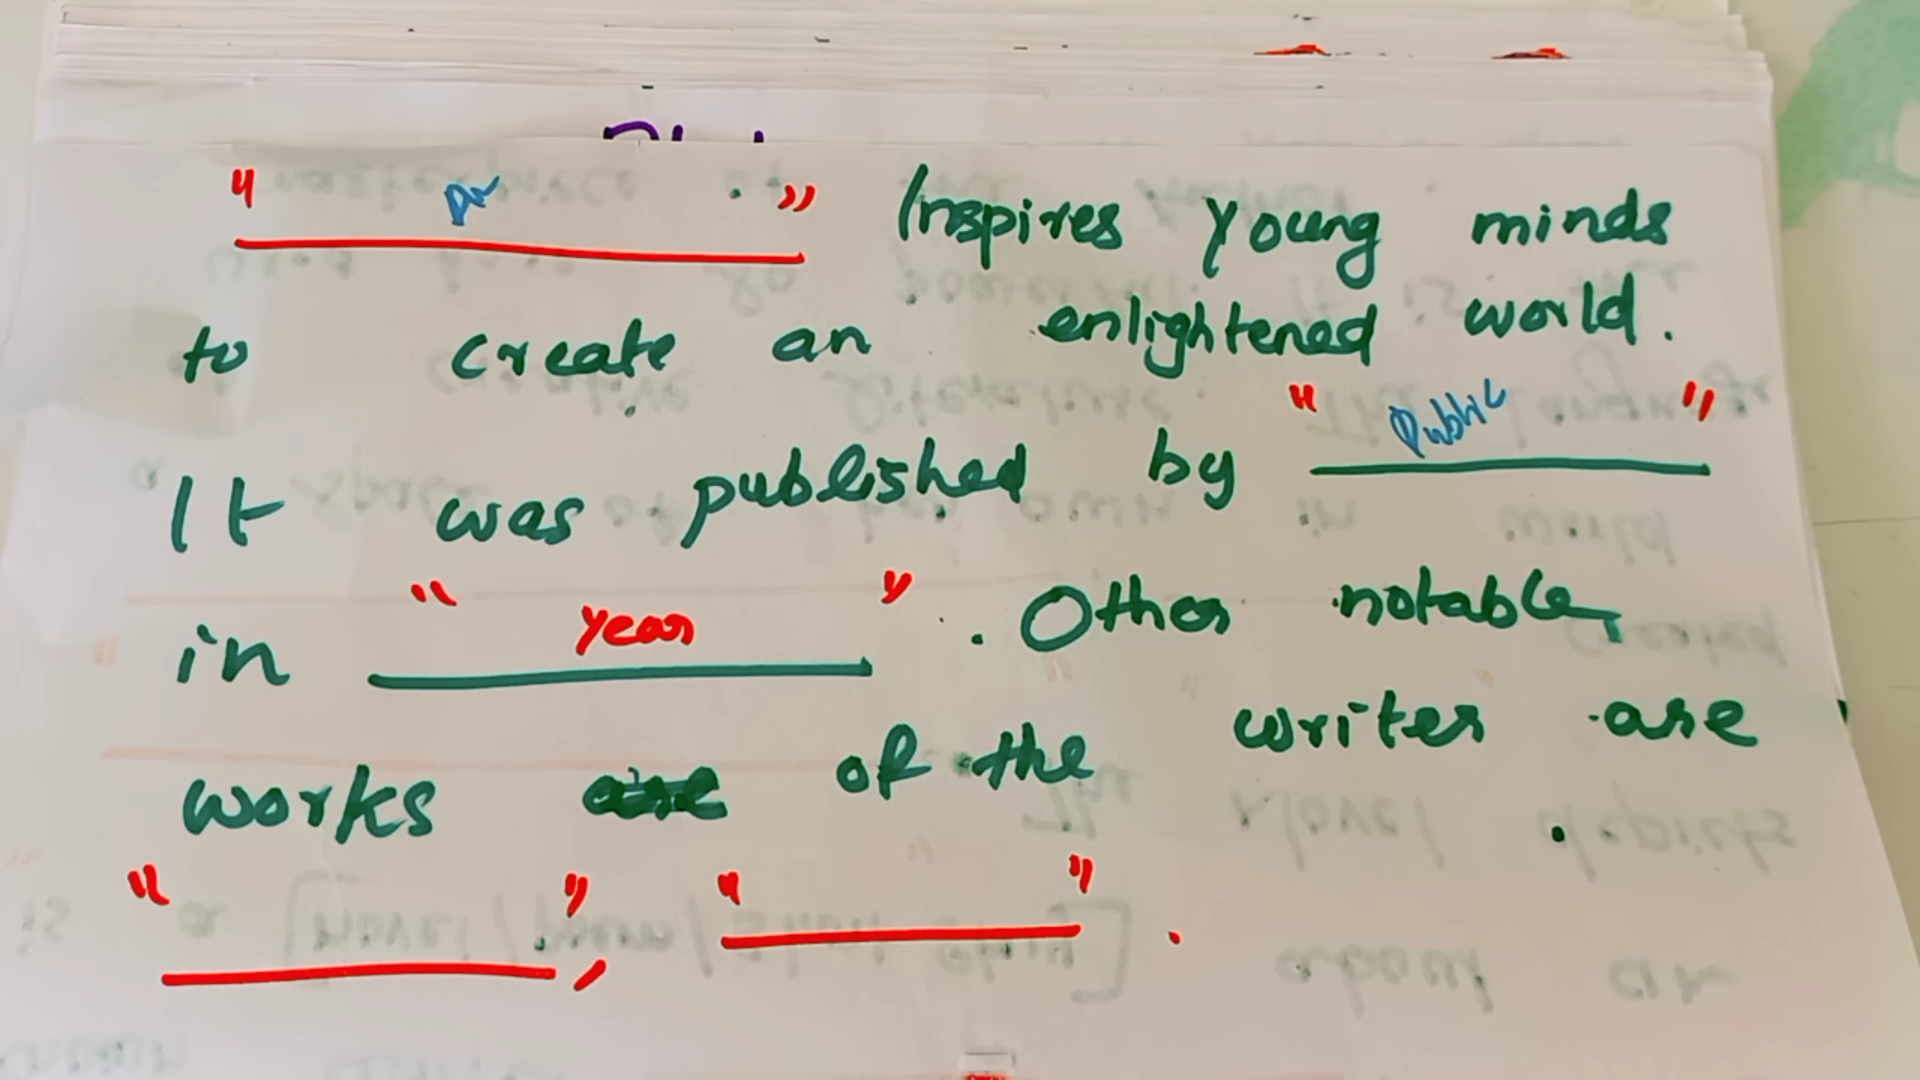 " " Inspires young minds
to create an enlightened world.
It was published by " Public "
in " Year ". Other notable
works of the writer are
" ", " ".